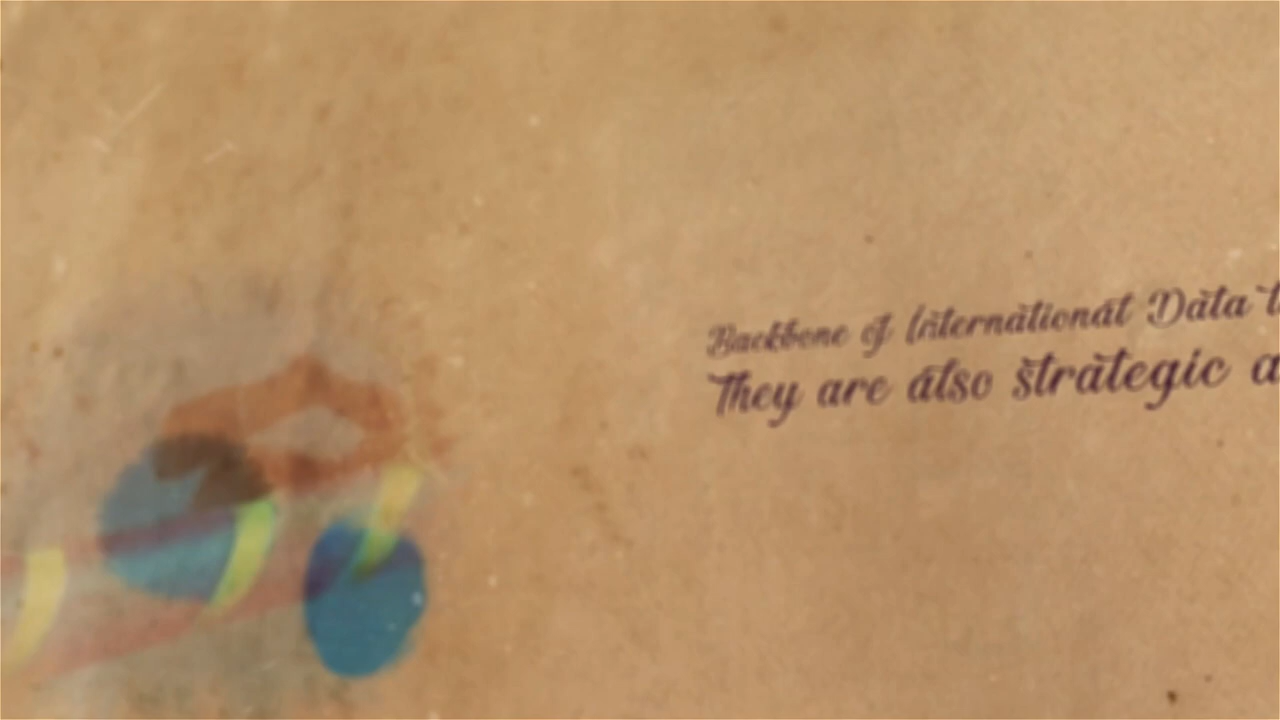 Backbone of International Data
They are also strategic